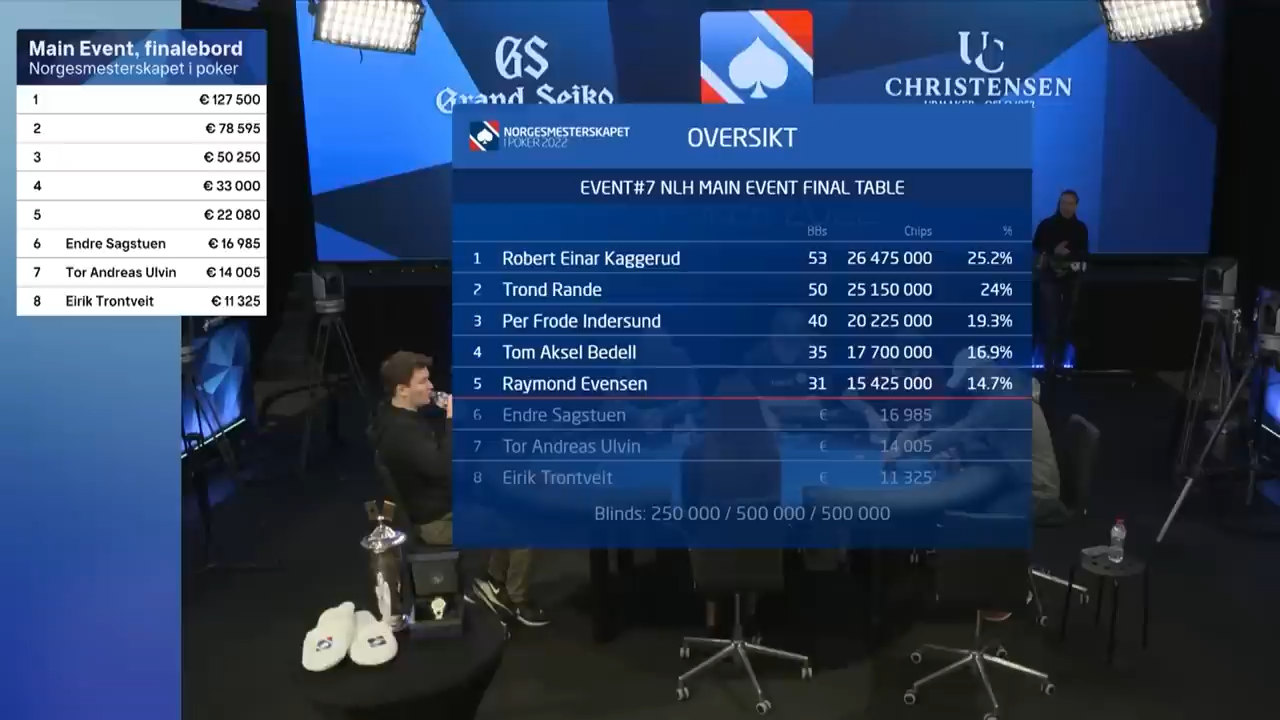 Main Event, finalebord
Norgesmesterskapet i poker
1 € 127 500
2 € 78 595
3 € 50 250
4 € 33 000
5 € 22 080
6 Endre Sagstuen € 16 985
7 Tor Andreas Ulvin € 14 005
8 Eirik Trontveit € 11 325
GS
Grand Seiko
UC
CHRISTENSEN
NORGESMESTERSKAPET
I POKER 2022
OVERSIKT
EVENT#7 NLH MAIN EVENT FINAL TABLE
BBs Chips %
1 Robert Einar Kaggerud 53 26 475 000 25.2%
2 Trond Rande 50 25 150 000 24%
3 Per Frode Indersund 40 20 225 000 19.3%
4 Tom Aksel Bedell 35 17 700 000 16.9%
5 Raymond Evensen 31 15 425 000 14.7%
6 Endre Sagstuen € 16 985
7 Tor Andreas Ulvin € 14 005
8 Eirik Trontveit € 11 325
Blinds: 250 000 / 500 000 / 500 000